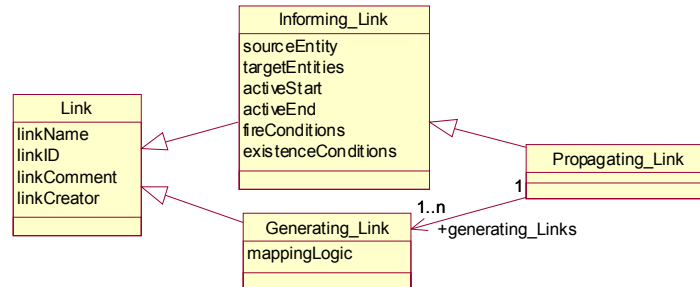 Informing_Link
sourceEntity
targetEntities
activeStart
activeEnd
fireConditions
existenceConditions
Link
linkName
linkID
linkComment
linkCreator
Propagating_Link
1
1..n
+generating_Links
Generating_Link
mappingLogic